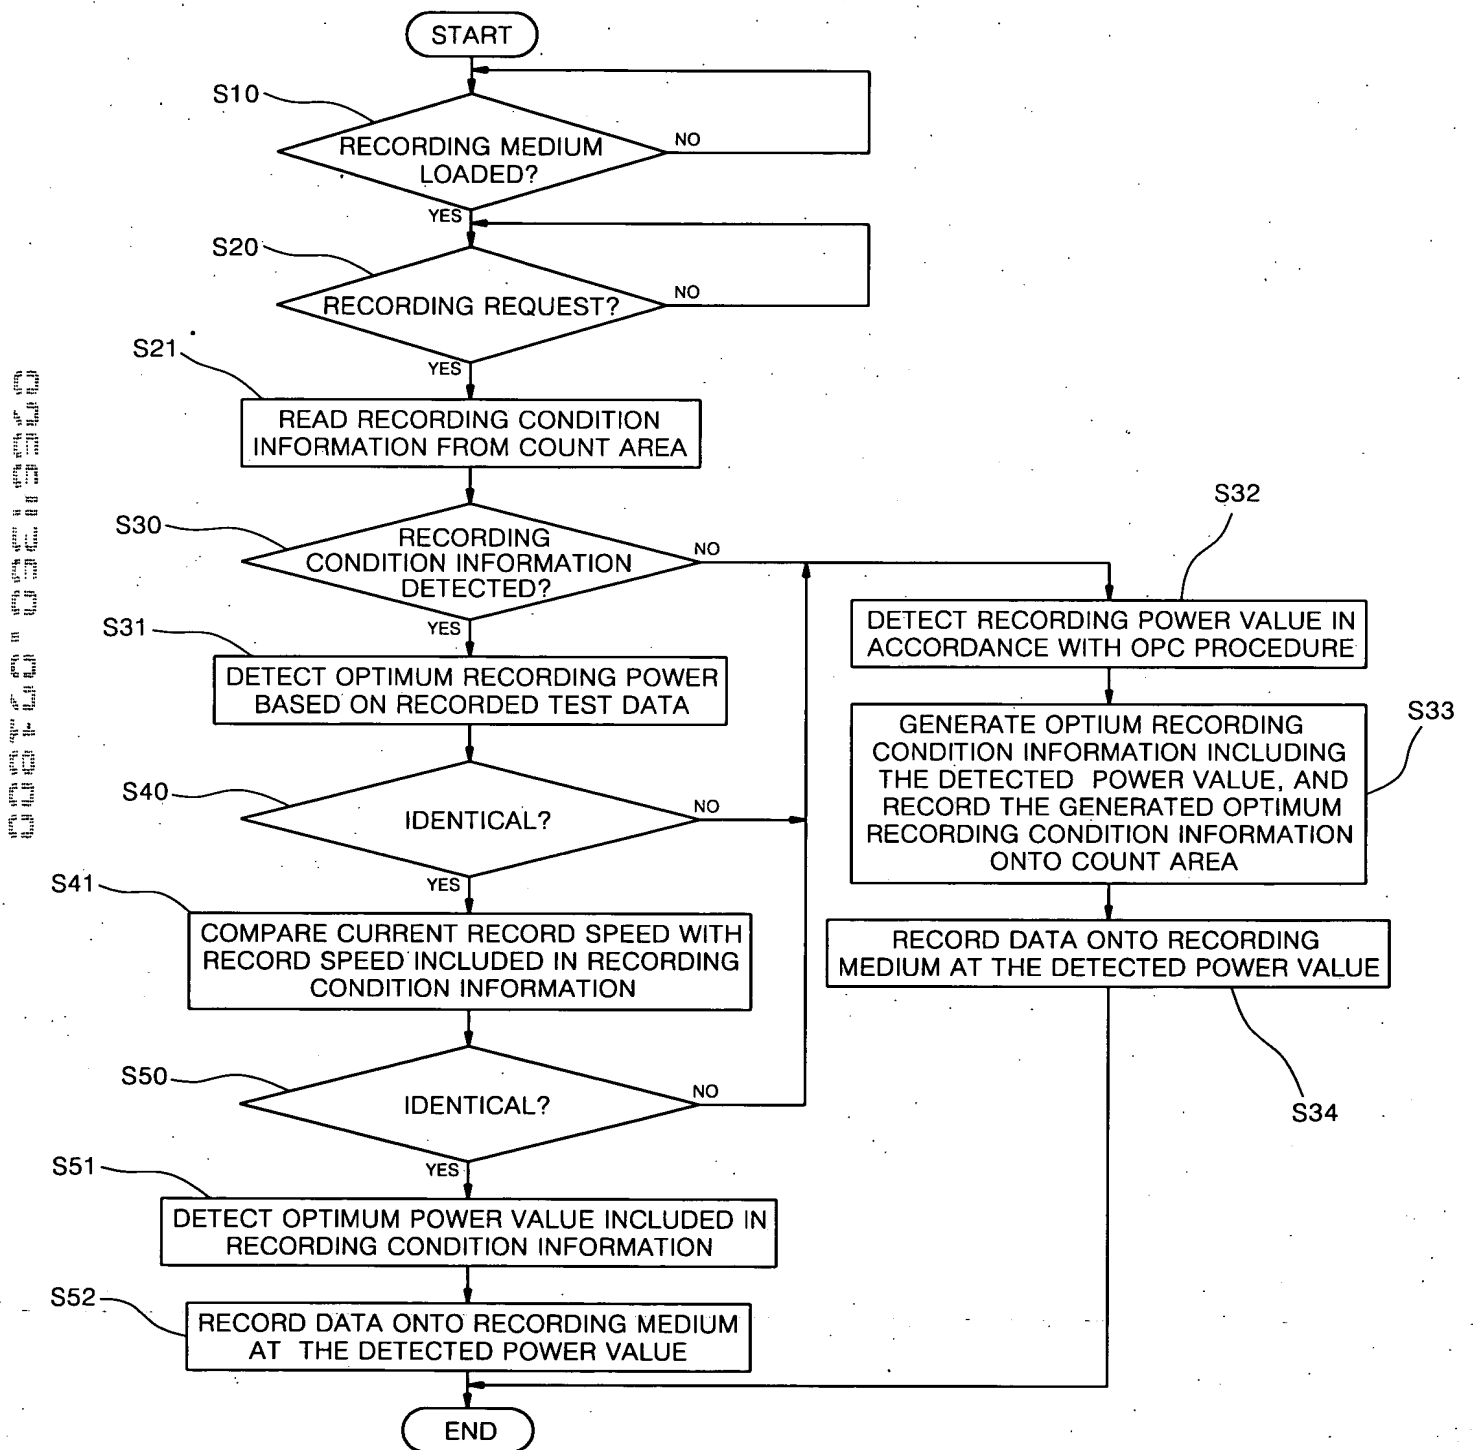 START
S10
RECORDING MEDIUM
LOADED?
NO
YES
S20
RECORDING REQUEST?
NO
YES
S21
READ RECORDING CONDITION
INFORMATION FROM COUNT AREA
S30
RECORDING
CONDITION INFORMATION
DETECTED?
NO
YES
S31
DETECT OPTIMUM RECORDING POWER
BASED ON RECORDED TEST DATA
S40
IDENTICAL?
NO
YES
S41
COMPARE CURRENT RECORD SPEED WITH
RECORD SPEED INCLUDED IN RECORDING
CONDITION INFORMATION
S50
IDENTICAL?
NO
YES
S51
DETECT OPTIMUM POWER VALUE INCLUDED IN
RECORDING CONDITION INFORMATION
S52
RECORD DATA ONTO RECORDING MEDIUM
AT THE DETECTED POWER VALUE
END
S32
DETECT RECORDING POWER VALUE IN
ACCORDANCE WITH OPC PROCEDURE
S33
GENERATE OPTIUM RECORDING
CONDITION INFORMATION INCLUDING
THE DETECTED POWER VALUE, AND
RECORD THE GENERATED OPTIMUM
RECORDING CONDITION INFORMATION
ONTO COUNT AREA
RECORD DATA ONTO RECORDING
MEDIUM AT THE DETECTED POWER VALUE
S34